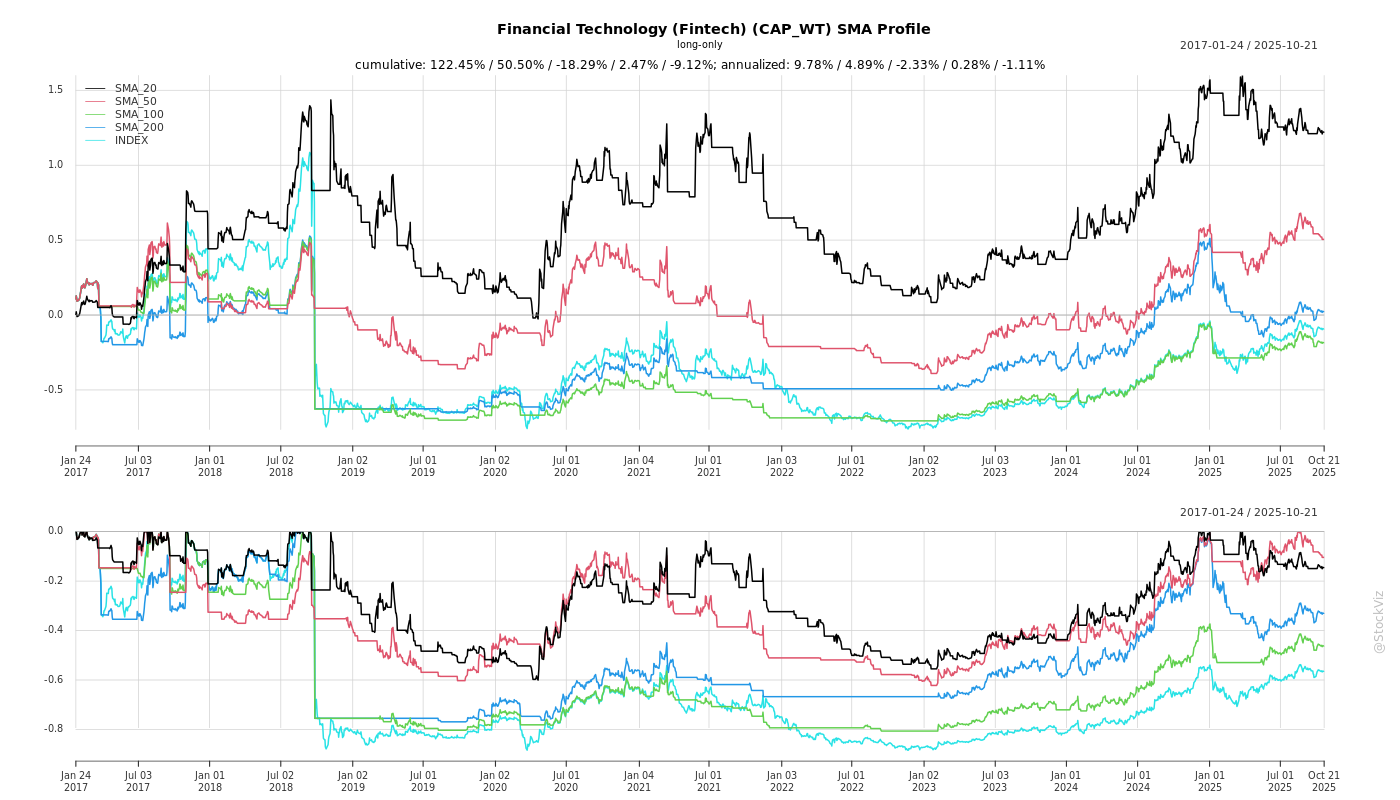 Financial Technology (Fintech) (CAP_WT) SMA Profile
long-only
2017-01-24 / 2025-10-21
cumulative: 122.45% / 50.50% / -18.29% / 2.47% / -9.12%; annualized: 9.78% / 4.89% / -2.33% / 0.28% / -1.11%
SMA_20
SMA_50
SMA_100
SMA_200
INDEX
1.5
1.0
0.5
0.0
-0.5
Jan 24 Jul 03 Jan 01 Jul 02 Jan 02 Jul 01 Jan 02 Jul 01 Jan 04 Jul 01 Jan 03 Jul 01 Jan 02 Jul 03 Jan 01 Jul 01 Jan 01 Jul 01 Oct 21
2017 2017 2018 2018 2019 2019 2020 2020 2021 2021 2022 2022 2023 2023 2024 2024 2025 2025 2025
2017-01-24 / 2025-10-21
0.0
-0.2
-0.4
-0.6
-0.8
Jan 24 Jul 03 Jan 01 Jul 02 Jan 02 Jul 01 Jan 02 Jul 01 Jan 04 Jul 01 Jan 03 Jul 01 Jan 02 Jul 03 Jan 01 Jul 01 Jan 01 Jul 01 Oct 21
2017 2017 2018 2018 2019 2019 2020 2020 2021 2021 2022 2022 2023 2023 2024 2024 2025 2025 2025
@StockViz